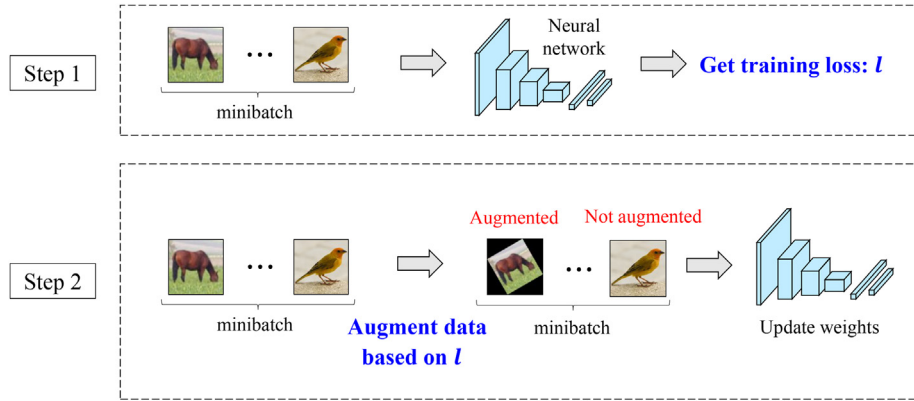 Step 1
minibatch
Neural
network
Get training loss: l
Step 2
minibatch
Augment data
based on l
Augmented
Not augmented
minibatch
Update weights